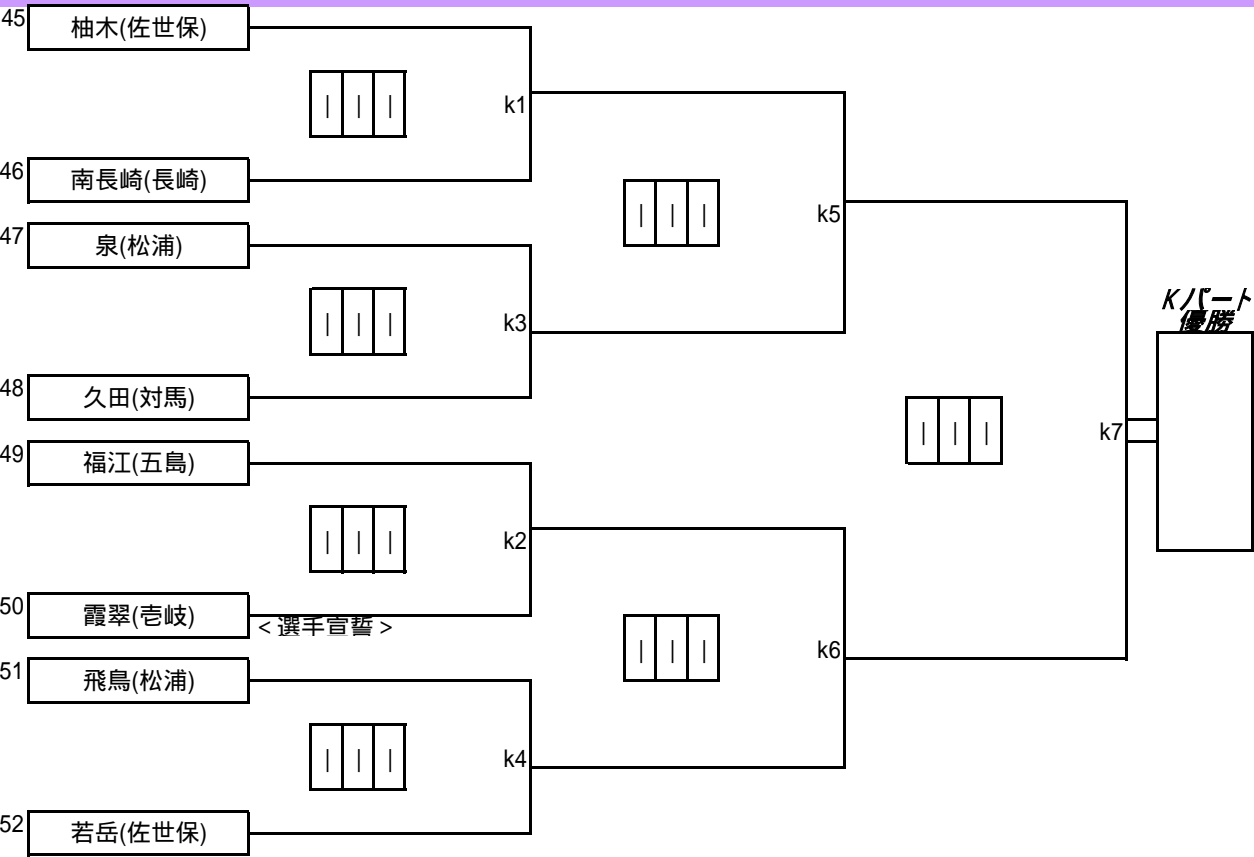 45 柚木(佐世保)
| | |
k1
46 南長崎(長崎)
| | |
k5
47 泉(松浦)
| | |
k3
48 久田(対馬)
Kパート
優勝
| | |
k7
49 福江(五島)
| | |
k2
50 霞翠(壱岐)
<選手宣誓>
| | |
k6
51 飛鳥(松浦)
| | |
k4
52 若岳(佐世保)